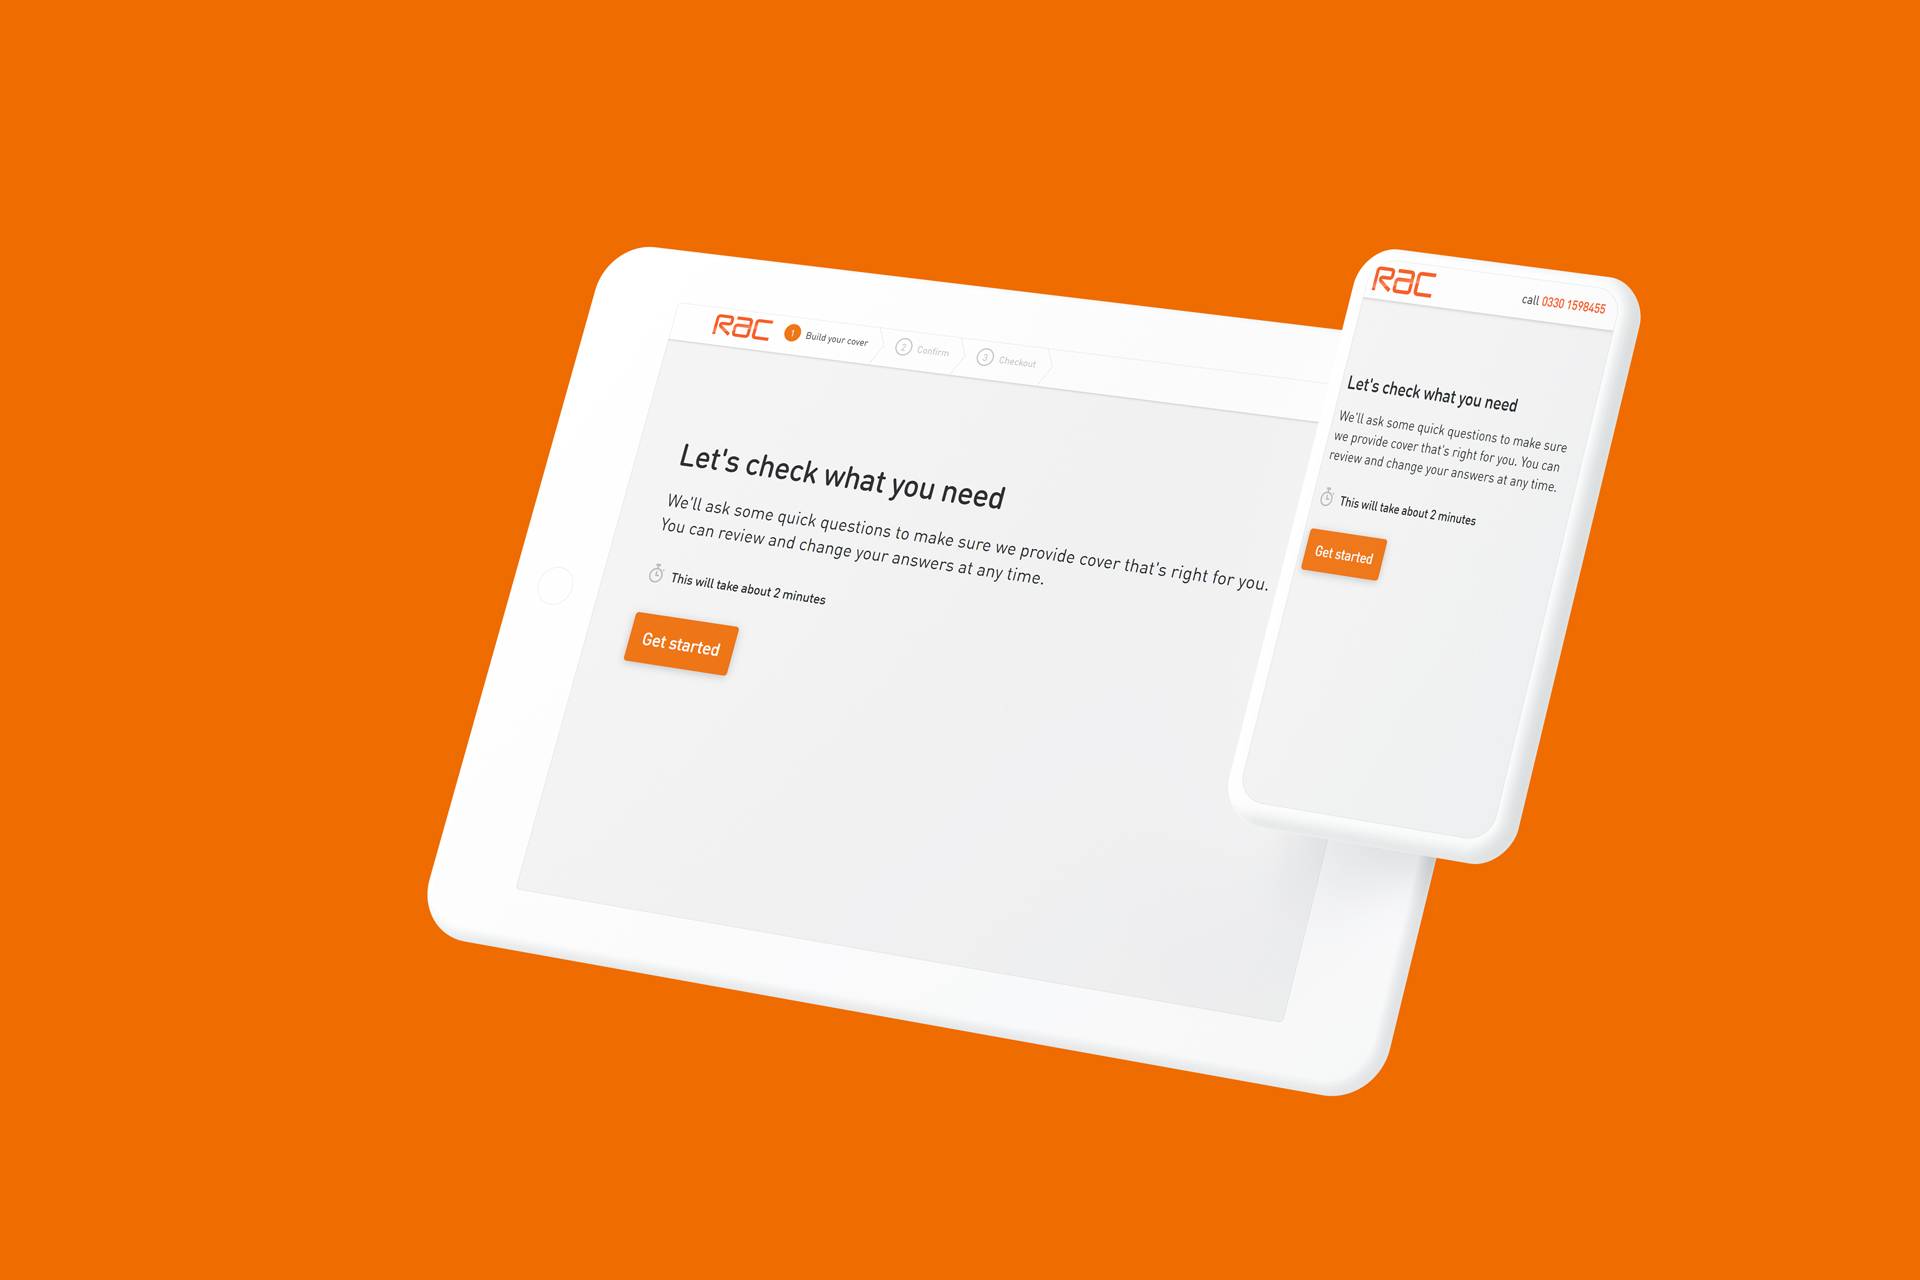 RAC
1 Build your cover
2 Confirm
3 Checkout
Let's check what you need
We'll ask some quick questions to make sure we provide cover that's right for you.
You can review and change your answers at any time.
This will take about 2 minutes
Get started
RAC
call 0330 1598455
Let's check what you need
We'll ask some quick questions to make sure
we provide cover that's right for you. You can
review and change your answers at any time.
This will take about 2 minutes
Get started